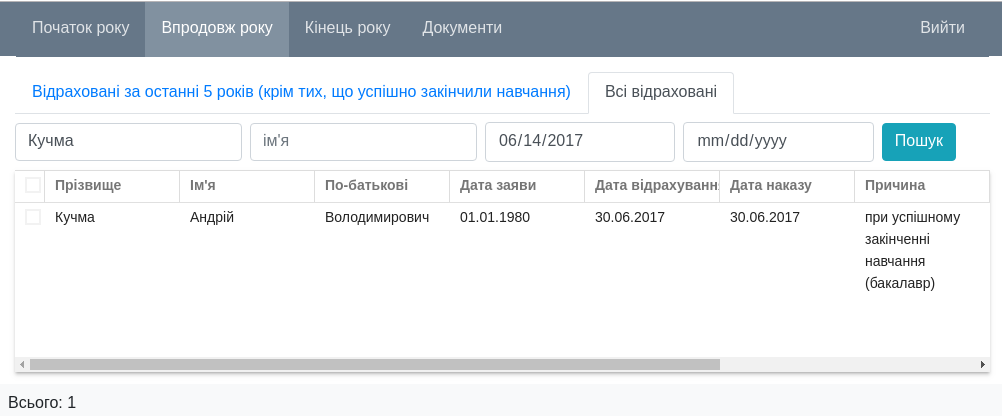 Початок року Впродовж року Кінець року Документи Вийти
Відраховані за останні 5 років (крім тих, що успішно закінчили навчання) Всі відраховані
Кучма ім'я 06/14/2017 mm/dd/yyyy Пошук
Прізвище Ім'я По-батькові Дата заяви Дата відрахуванн Дата наказу Причина
Кучма Андрій Володимирович 01.01.1980 30.06.2017 30.06.2017 при успішному
закінченні
навчання
(бакалавр)
Всього: 1